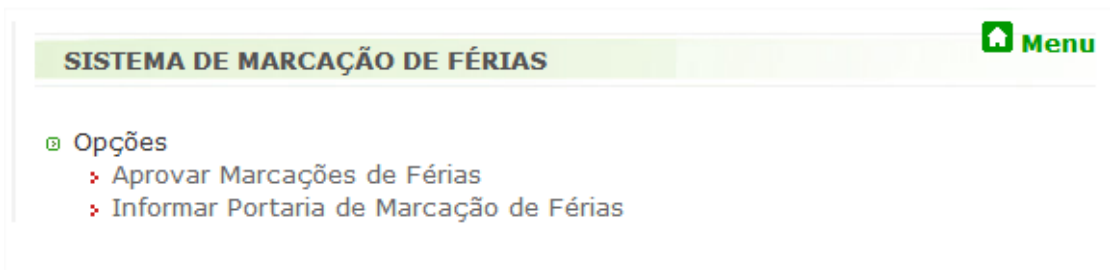 Menu
SISTEMA DE MARCAÇÃO DE FÉRIAS
Opções
Aprovar Marcações de Férias
Informar Portaria de Marcação de Férias